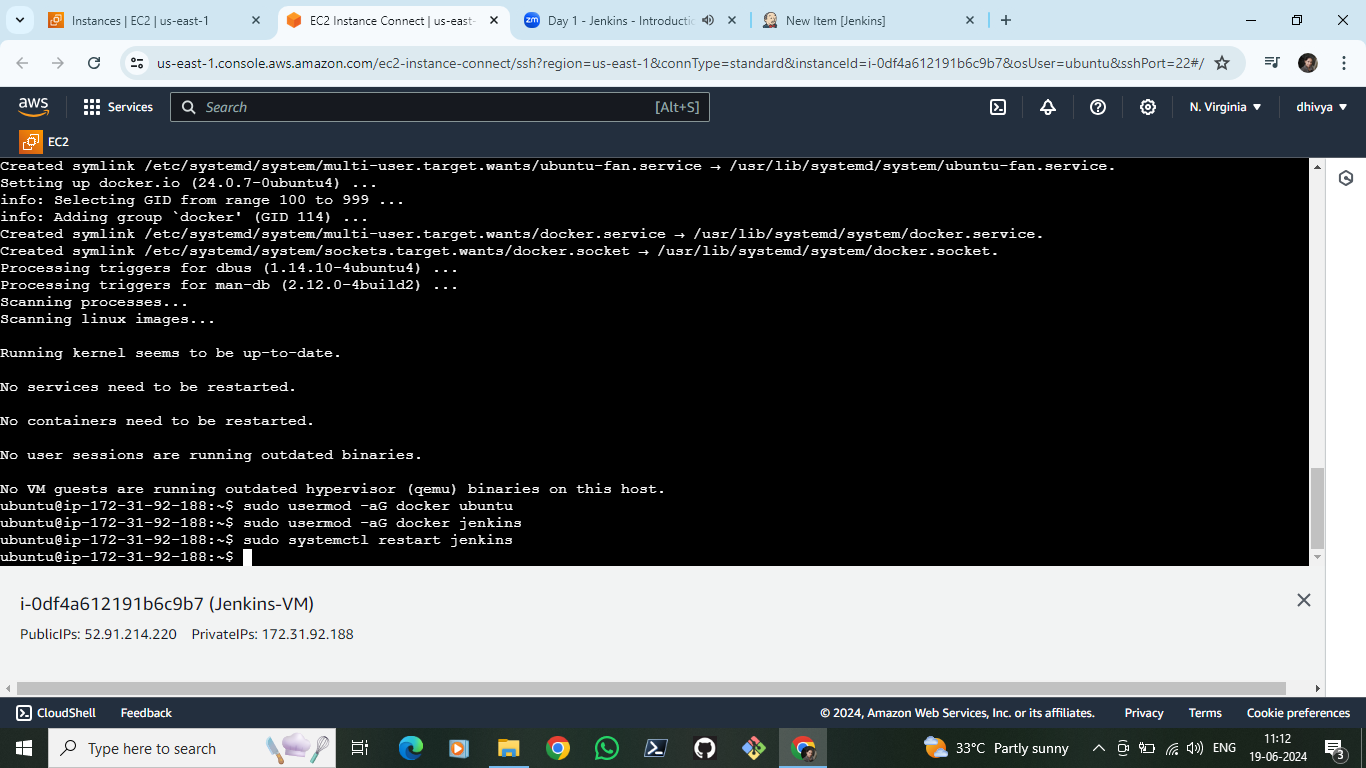 Instances | EC2 | us-east-1
EC2 Instance Connect | us-east-
Day 1 - Jenkins - Introductic
New Item [Jenkins]
us-east-1.console.aws.amazon.com/ec2-instance-connect/ssh?region=us-east-1&connType=standard&instanceId=i-0df4a612191b6c9b7&osUser=ubuntu&sshPort=22#/
aws
Services
Search
[Alt+S]
N. Virginia
dhivya
EC2
Created symlink /etc/systemd/system/multi-user.target.wants/ubuntu-fan.service → /usr/lib/systemd/system/ubuntu-fan.service.
Setting up docker.io (24.0.7-0ubuntu4) ...
info: Selecting GID from range 100 to 999 ...
info: Adding group `docker' (GID 114) ...
Created symlink /etc/systemd/system/multi-user.target.wants/docker.service → /usr/lib/systemd/system/docker.service.
Created symlink /etc/systemd/system/sockets.target.wants/docker.socket → /usr/lib/systemd/system/docker.socket.
Processing triggers for dbus (1.14.10-4ubuntu4) ...
Processing triggers for man-db (2.12.0-4build2) ...
Scanning processes...
Scanning linux images...
Running kernel seems to be up-to-date.
No services need to be restarted.
No containers need to be restarted.
No user sessions are running outdated binaries.
No VM guests are running outdated hypervisor (qemu) binaries on this host.
ubuntu@ip-172-31-92-188:~$ sudo usermod -aG docker ubuntu
ubuntu@ip-172-31-92-188:~$ sudo usermod -aG docker jenkins
ubuntu@ip-172-31-92-188:~$ sudo systemctl restart jenkins
ubuntu@ip-172-31-92-188:~$
i-0df4a612191b6c9b7 (Jenkins-VM)
PublicIPs: 52.91.214.220 PrivateIPs: 172.31.92.188
CloudShell
Feedback
© 2024, Amazon Web Services, Inc. or its affiliates.
Privacy
Terms
Cookie preferences
Type here to search
33°C Partly sunny
ENG
11:12
19-06-2024
3